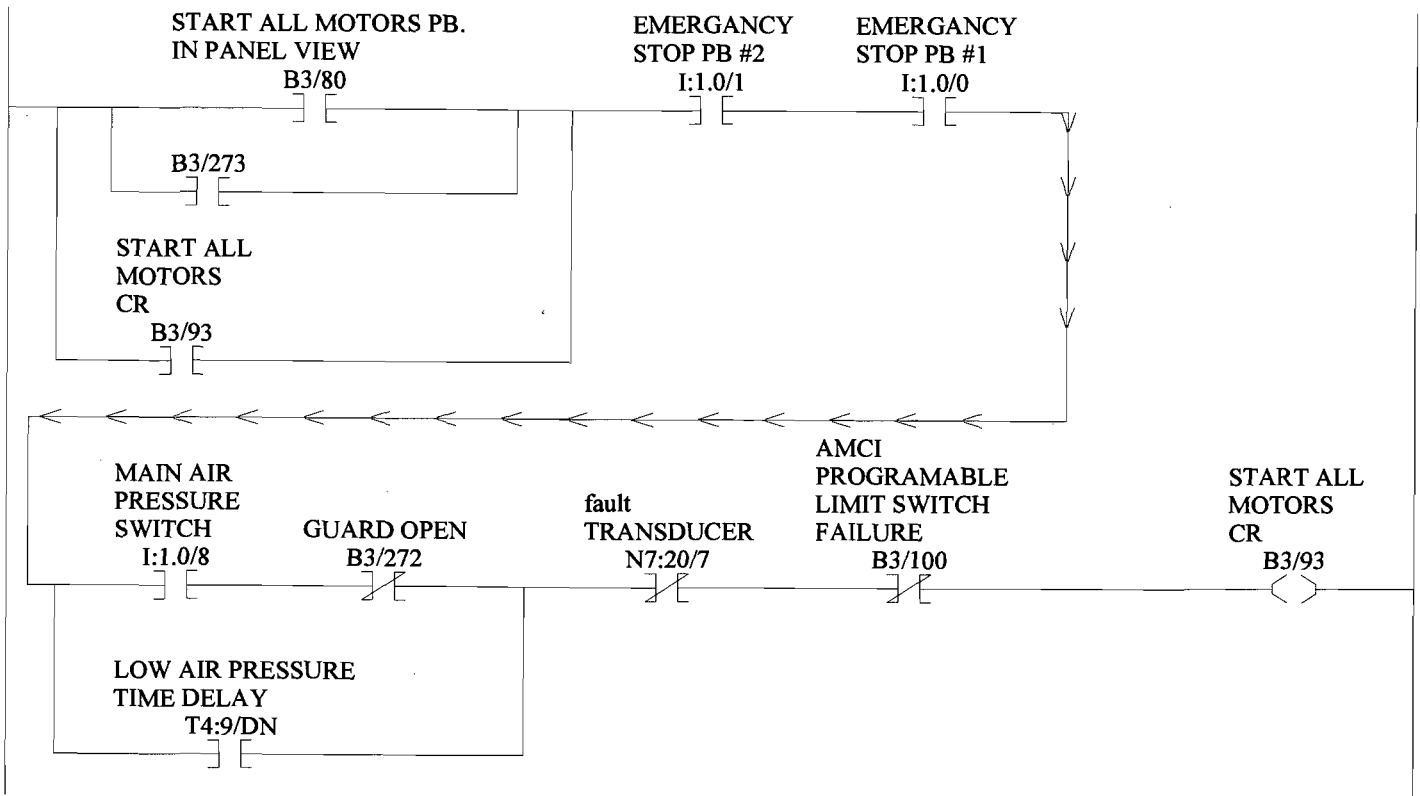 START ALL MOTORS PB.
IN PANEL VIEW
B3/80
EMERGANCY
STOP PB #2
I:1.0/1
EMERGANCY
STOP PB #1
I:1.0/0
B3/273
START ALL
MOTORS
CR
B3/93
MAIN AIR
PRESSURE
SWITCH
I:1.0/8
GUARD OPEN
B3/272
fault
TRANSDUCER
N7:20/7
AMCI
PROGRAMABLE
LIMIT SWITCH
FAILURE
B3/100
START ALL
MOTORS
CR
B3/93
LOW AIR PRESSURE
TIME DELAY
T4:9/DN